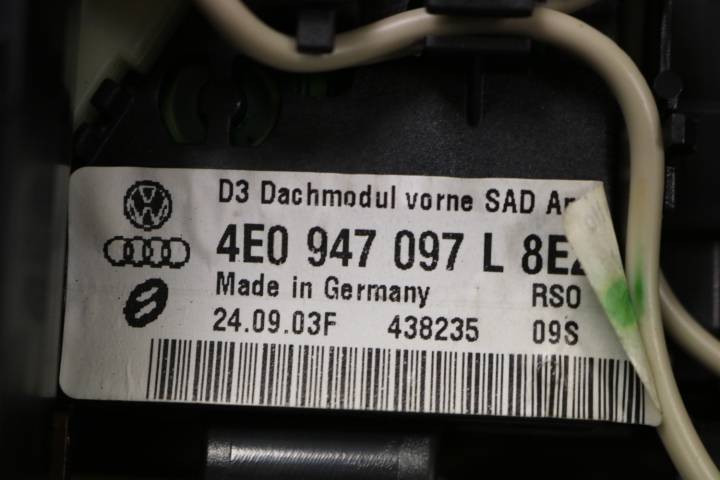 D3 Dachmodul vorne SAD
4E0 947 097 L
Made in Germany RSO
24.09.03F 438235 09S